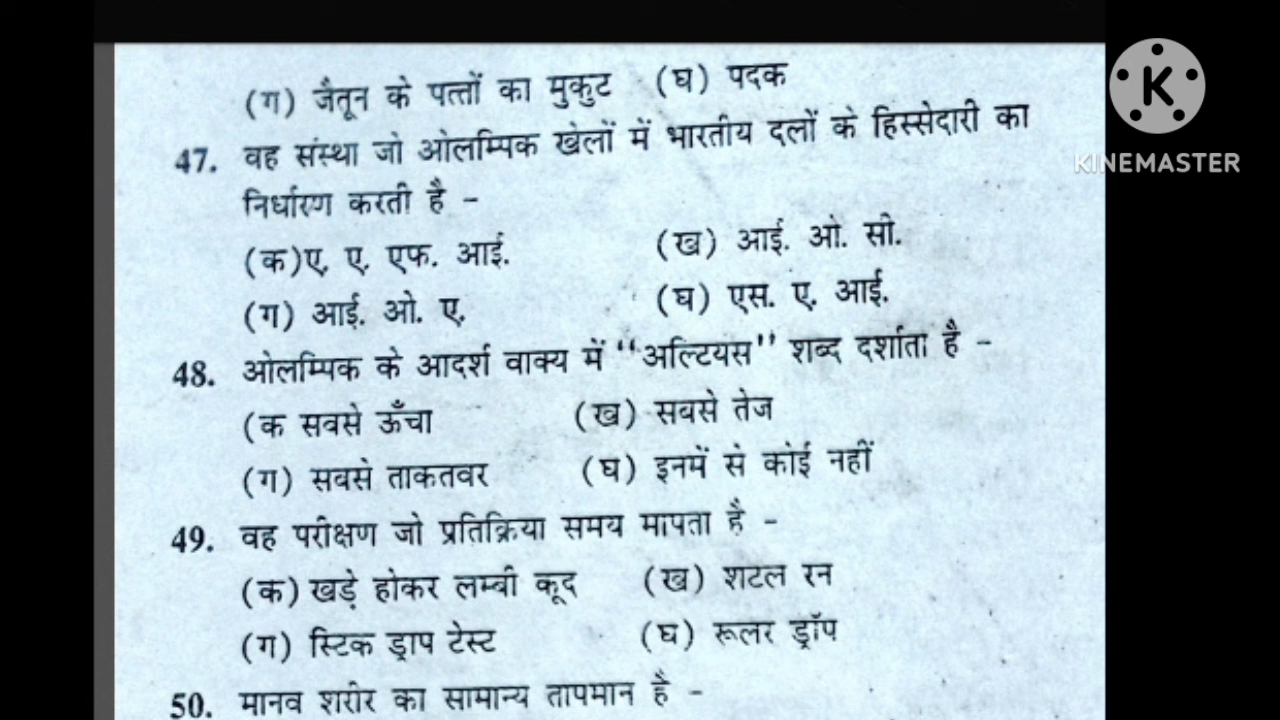 (ग) जैतून के पत्तों का मुकुट (घ) पदक
47. वह संस्था जो ओलम्पिक खेलों में भारतीय दलों के हिस्सेदारी का
निर्धारण करती है -
(क)ए. ए. एफ. आई. (ख) आई. ओ. सी.
(ग) आई. ओ. ए. (घ) एस. ए. आई.
48. ओलम्पिक के आदर्श वाक्य में "अल्टियस" शब्द दर्शाता है -
(क सबसे ऊँचा (ख) सबसे तेज
(ग) सबसे ताकतवर (घ) इनमें से कोई नहीं
49. वह परीक्षण जो प्रतिक्रिया समय मापता है -
(क) खड़े होकर लम्बी कूद (ख) शटल रन
(ग) स्टिक ड्राप टेस्ट (घ) रूलर ड्रॉप
50. मानव शरीर का सामान्य तापमान है -
K
KINEMASTER